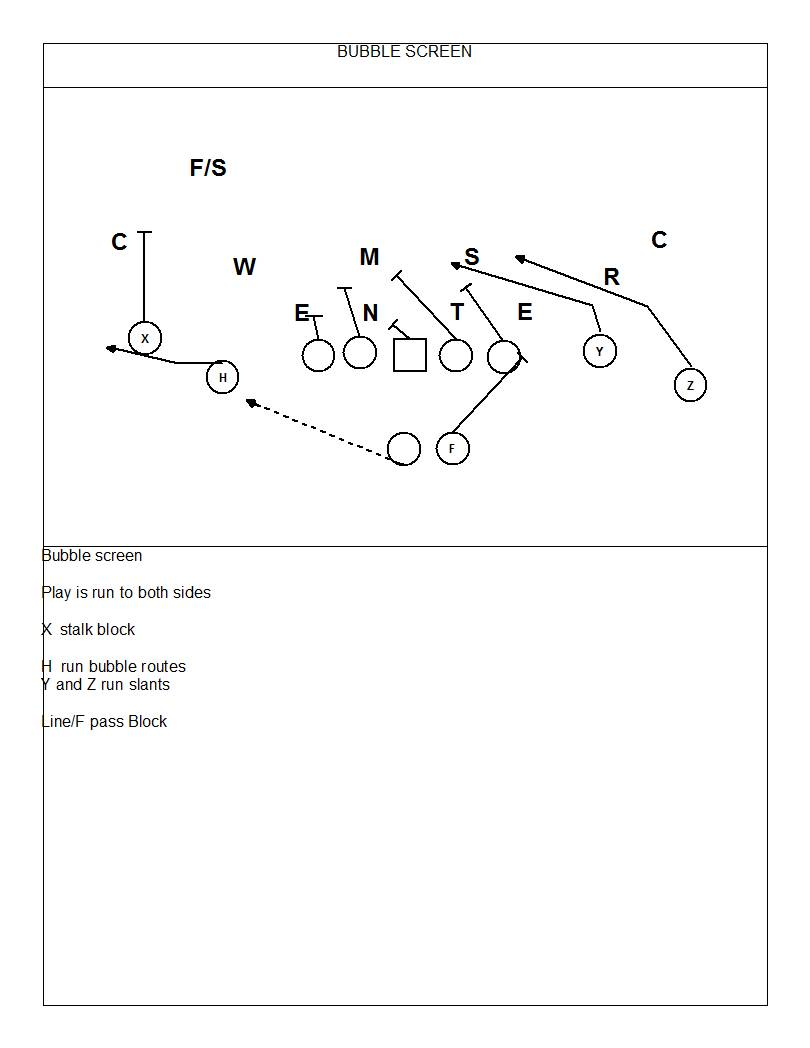 BUBBLE SCREEN
F/S
C
C
W
M
S
R
E
N
T
E
X
Y
H
Z
F
Bubble screen
Play is run to both sides
X  stalk block
H  run bubble routes
Y and Z run slants
Line/F pass Block